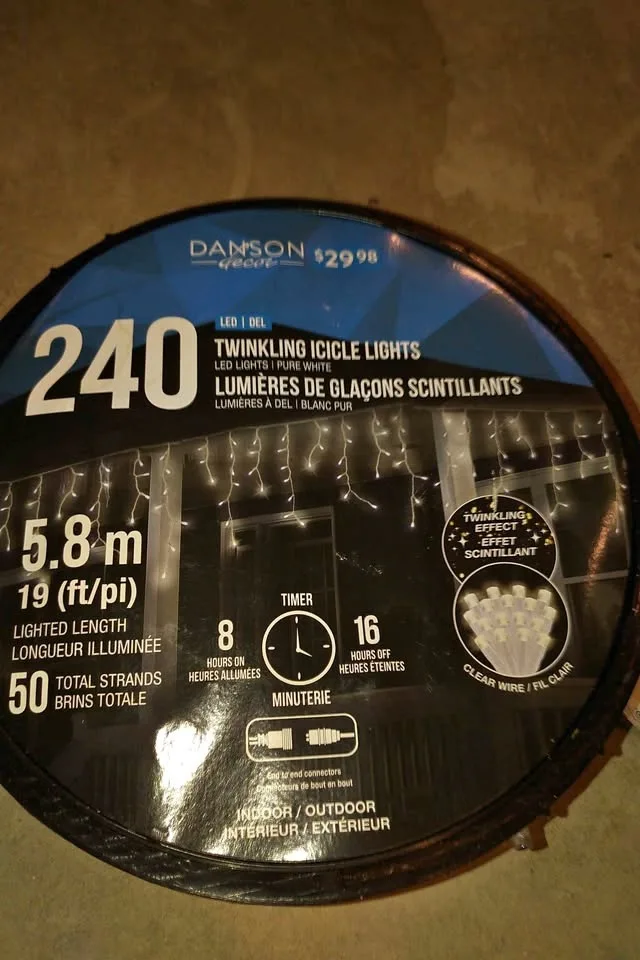 DANSON
decor
$29 98
240
LED | DEL
TWINKLING ICICLE LIGHTS
LED LIGHTS | PURE WHITE
LUMIÈRES DE GLAÇONS SCINTILLANTS
LUMIÈRES À DEL | BLANC PUR
TWINKLING
EFFECT
EFFET
SCINTILLANT
CLEAR WIRE / FIL CLAIR
5.8 m
19 (ft/pi)
LIGHTED LENGTH
LONGUEUR ILLUMINÉE
50 TOTAL STRANDS
BRINS TOTALE
TIMER
8
HOURS ON
HEURES ALLUMÉES
16
HOURS OFF
HEURES ÉTEINTES
MINUTERIE
End to end connectors
Connecteurs de bout en bout
INDOOR / OUTDOOR
INTÉRIEUR / EXTÉRIEUR